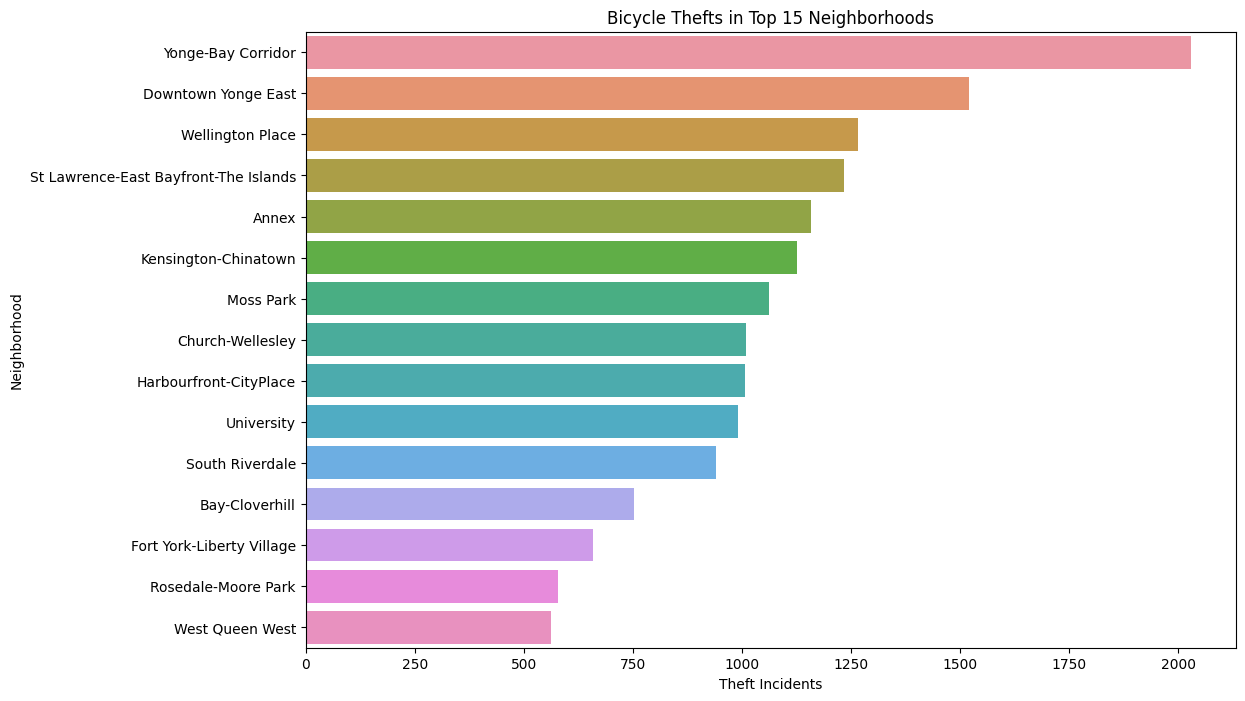 Bicycle Thefts in Top 15 Neighborhoods
Neighborhood
Yonge-Bay Corridor
Downtown Yonge East
Wellington Place
St Lawrence-East Bayfront-The Islands
Annex
Kensington-Chinatown
Moss Park
Church-Wellesley
Harbourfront-CityPlace
University
South Riverdale
Bay-Cloverhill
Fort York-Liberty Village
Rosedale-Moore Park
West Queen West
0 250 500 750 1000 1250 1500 1750 2000
Theft Incidents